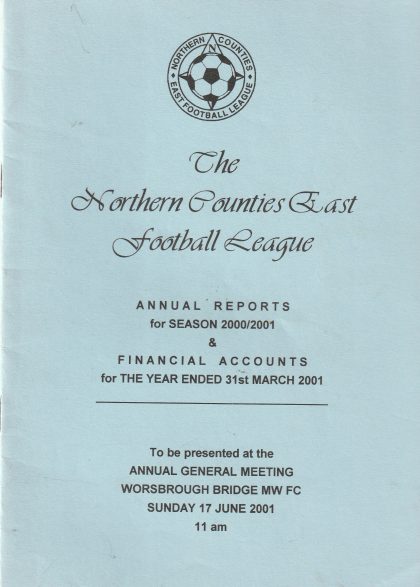 NORTHERN COUNTIES
N
EAST FOOTBALL LEAGUE
The
Northern Counties East
Football League
ANNUAL REPORTS
for SEASON 2000/2001
&
FINANCIAL ACCOUNTS
for THE YEAR ENDED 31st MARCH 2001
To be presented at the
ANNUAL GENERAL MEETING
WORSBROUGH BRIDGE MW FC
SUNDAY 17 JUNE 2001
11 am